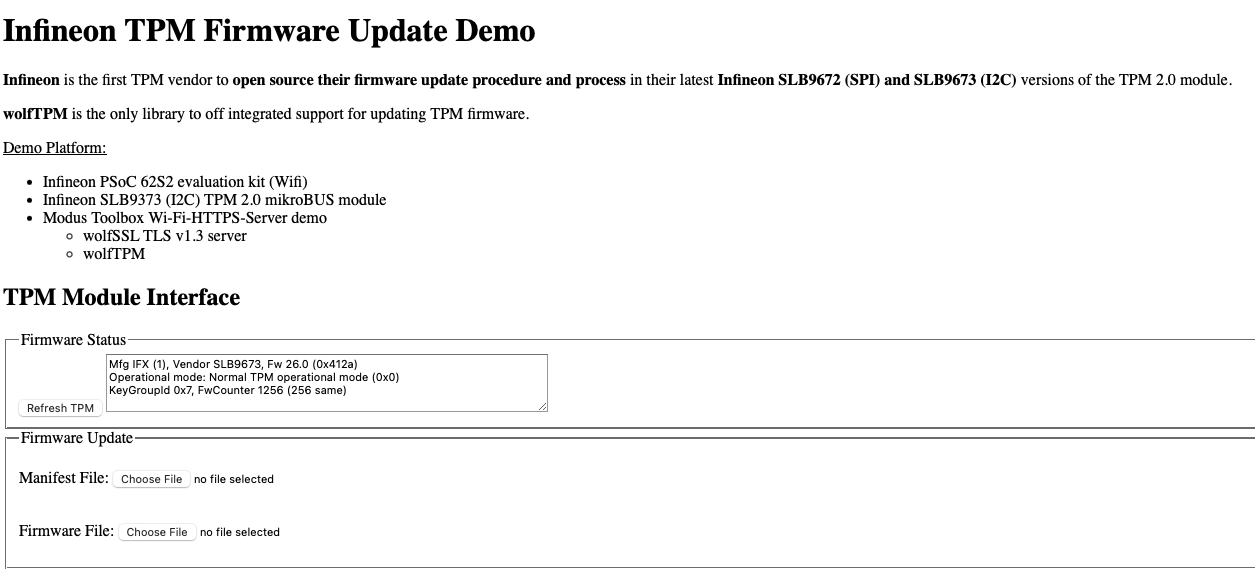 Infineon TPM Firmware Update Demo
Infineon is the first TPM vendor to open source their firmware update procedure and process in their latest Infineon SLB9672 (SPI) and SLB9673 (I2C) versions of the TPM 2.0 module.
wolfTPM is the only library to off integrated support for updating TPM firmware.
Demo Platform:
• Infineon PSoC 62S2 evaluation kit (Wifi)
• Infineon SLB9373 (I2C) TPM 2.0 mikroBUS module
• Modus Toolbox Wi-Fi-HTTPS-Server demo
◦ wolfSSL TLS v1.3 server
◦ wolfTPM
TPM Module Interface
Firmware Status
Mfg IFX (1), Vendor SLB9673, Fw 26.0 (0x412a)
Operational mode: Normal TPM operational mode (0x0)
KeyGroupId 0x7, FwCounter 1256 (256 same)
Refresh TPM
Firmware Update
Manifest File: Choose File no file selected
Firmware File: Choose File no file selected